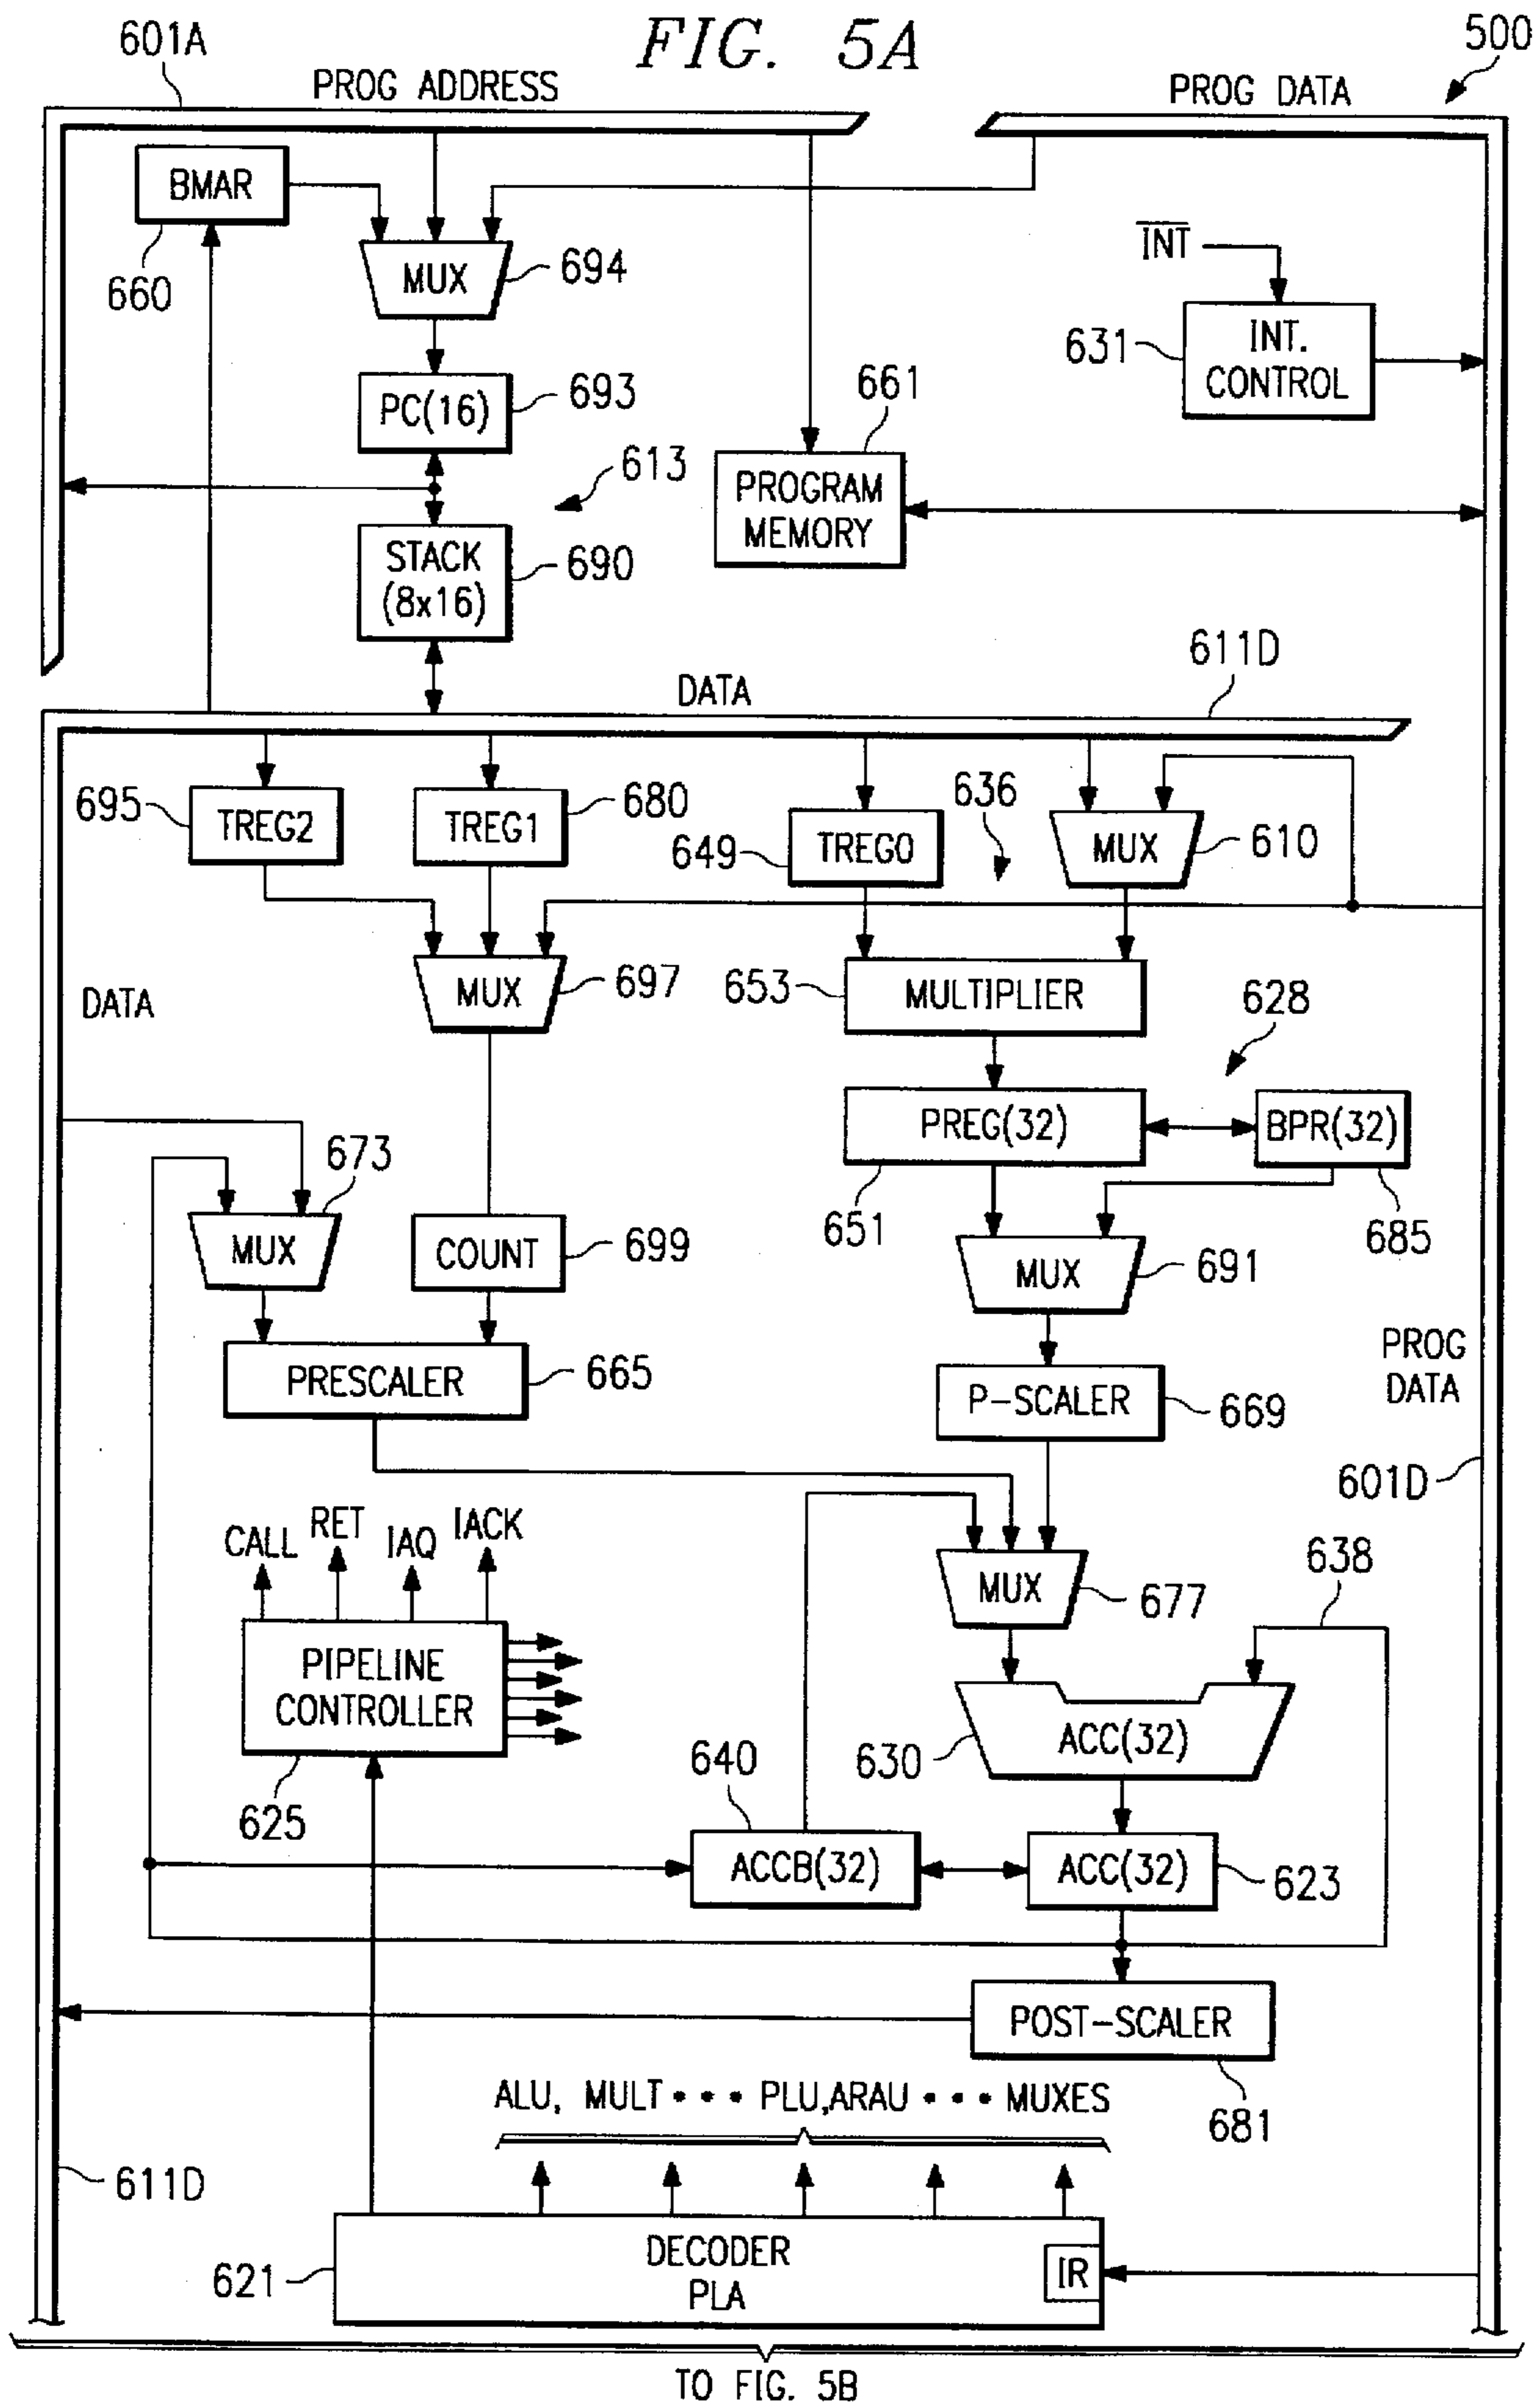 FIG. 5A
500
601A
PROG ADDRESS
PROG DATA
BMAR
660
MUX
694
INT
631
INT.
CONTROL
PC(16)
693
661
613
PROGRAM
MEMORY
STACK
(8x16)
690
611D
DATA
695
TREG2
TREG1
680
636
649
TREG0
MUX
610
MUX
697
653
MULTIPLIER
628
DATA
PREG(32)
BPR(32)
673
651
685
MUX
COUNT
699
MUX
691
PRESCALER
665
P-SCALER
669
PROG
DATA
601D
CALL
RET
IAQ
IACK
638
MUX
677
PIPELINE
CONTROLLER
625
640
630
ACC(32)
ACCB(32)
ACC(32)
623
POST-SCALER
681
ALU, MULT • • • PLU,ARAU • • • MUXES
611D
621
DECODER
PLA
IR
TO FIG. 5B